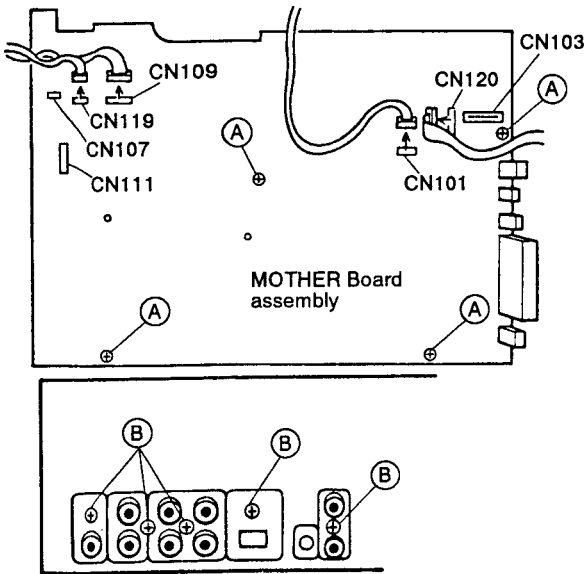 CN103
CN120
CN109
A
CN119
A
CN107
CN111
CN101
MOTHER Board
assembly
A
A
B
B
B